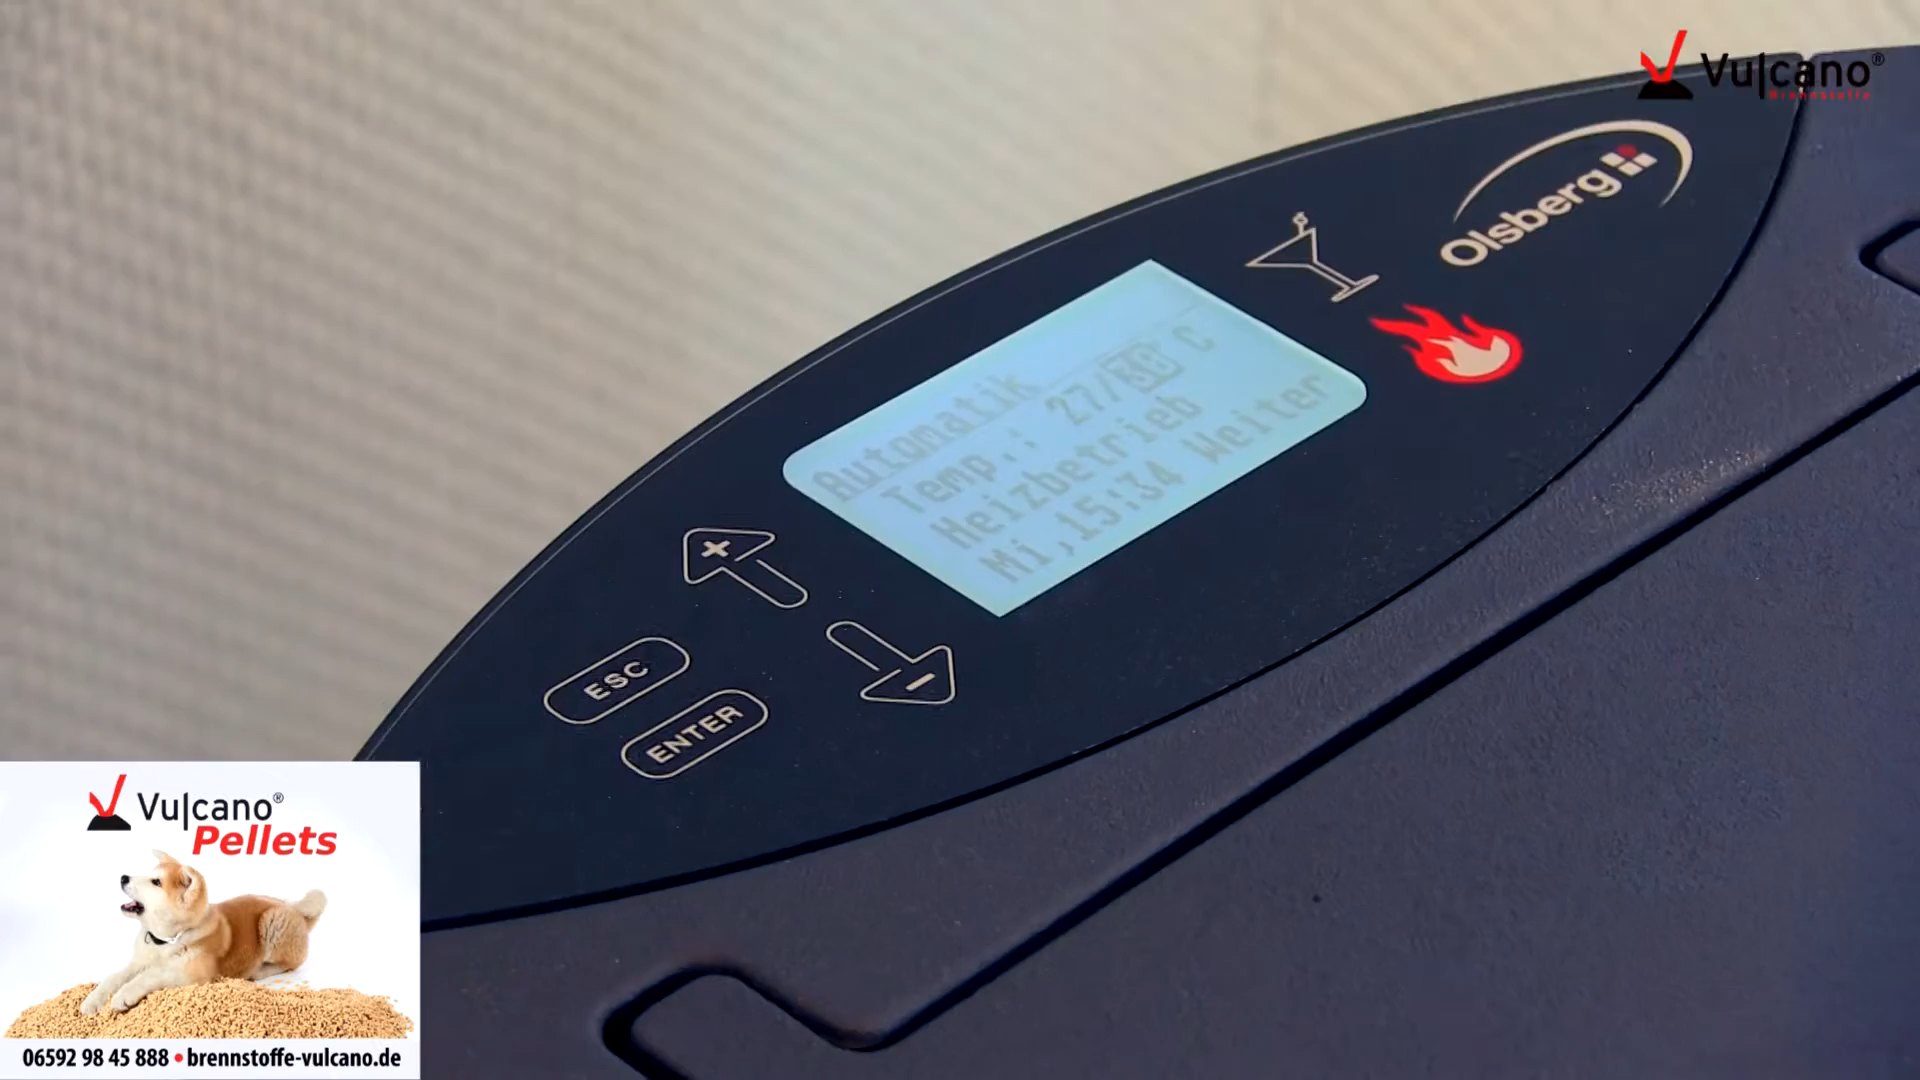 Vulcano®
Brennstoffe
Olsberg
Automatik
Temp.: 27/30 C
Heizbetrieb
Mi,15:34 Weiter
+
-
ESC
ENTER
Vulcano®
Pellets
06592 98 45 888 • brennstoffe-vulcano.de